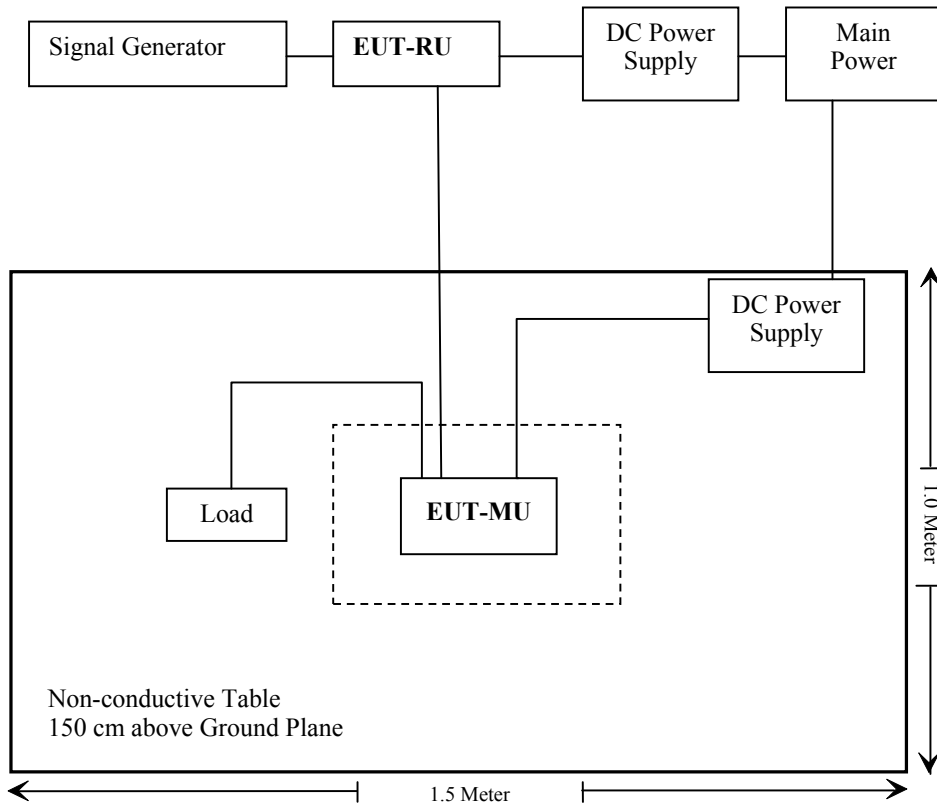 Signal Generator
EUT-RU
DC Power
Supply
Main
Power
DC Power
Supply
Load
EUT-MU
1.0 Meter
Non-conductive Table
150 cm above Ground Plane
1.5 Meter